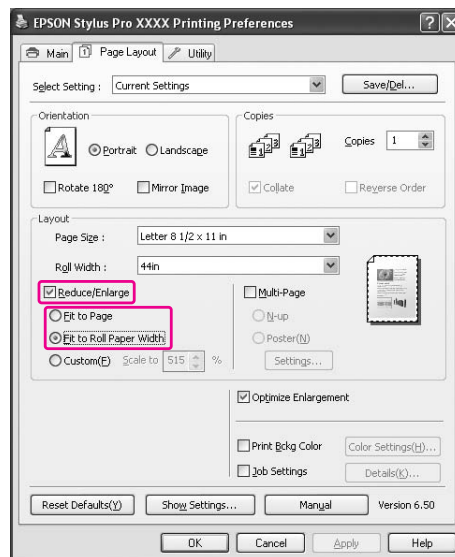 EPSON Stylus Pro XXXX Printing Preferences
Main Page Layout Utility
Select Setting : Current Settings Save/Del...
Orientation Copies
Portrait Landscape Copies 1
Rotate 180° Mirror Image Collate Reverse Order
Layout
Page Size : Letter 8 1/2 x 11 in
Roll Width : 44in
Reduce/Enlarge Multi-Page
Fit to Page N-up
Fit to Roll Paper Width Poster(N)
Custom(F) Scale to 515 % Settings...
Optimize Enlargement
Print Bckg Color Color Settings(H)...
Job Settings Details(K)...
Reset Defaults(Y) Show Settings... Manual Version 6.50
OK Cancel Apply Help